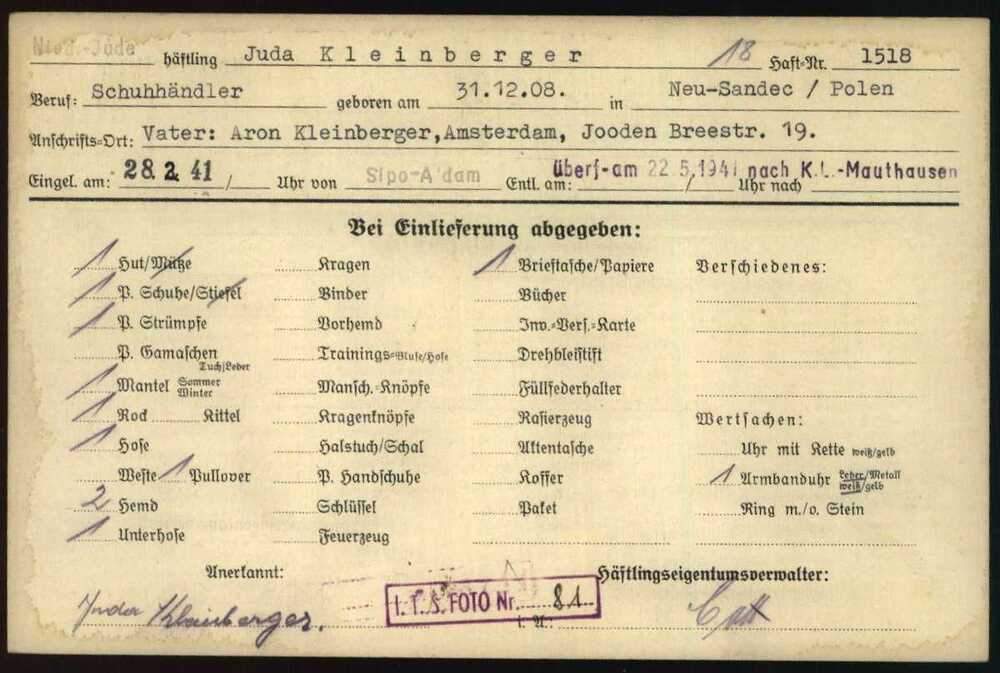 Nied.-Jude häftling Juda Kleinberger 18 Haft-Nr. 1518
Beruf: Schuhhändler geboren am 31.12.08. in Neu-Sandec / Polen
Anschrifts-Ort: Vater: Aron Kleinberger,Amsterdam, Jooden Breestr. 19.
Eingel. am: 28.2.41 / Uhr von Sipo-A'dam Entl. am: überf-am 22.5.1941 nach K.L.-Mauthausen / Uhr nach
Bei Einlieferung abgegeben:
1 Hut/Mütze Kragen 1 Brieftasche/Papiere Verschiedenes:
1 P. Schuhe/Stiefel Binder Bücher
1 P. Strümpfe Vorhemd Inv.-Vers.-Karte
P. Gamaschen Tuch/Leder Trainings-Bluse/Hose Drehbleistift
1 Mantel Sommer Winter Mansch.-Knöpfe Füllfederhalter
1 Rock Kittel Kragenknöpfe Rasierzeug Wertsachen:
1 Hose Halstuch/Schal Aktentasche Uhr mit Kette weiß/gelb
Weste 1 Pullover P. Handschuhe Koffer 1 Armbanduhr Leder/Metall weiß/gelb
2 Hemd Schlüssel Paket Ring m./o. Stein
1 Unterhose Feuerzeug
Anerkannt: Häftlingseigentumsverwalter:
Juda Kleinberger. I.T.S. FOTO Nr. 81